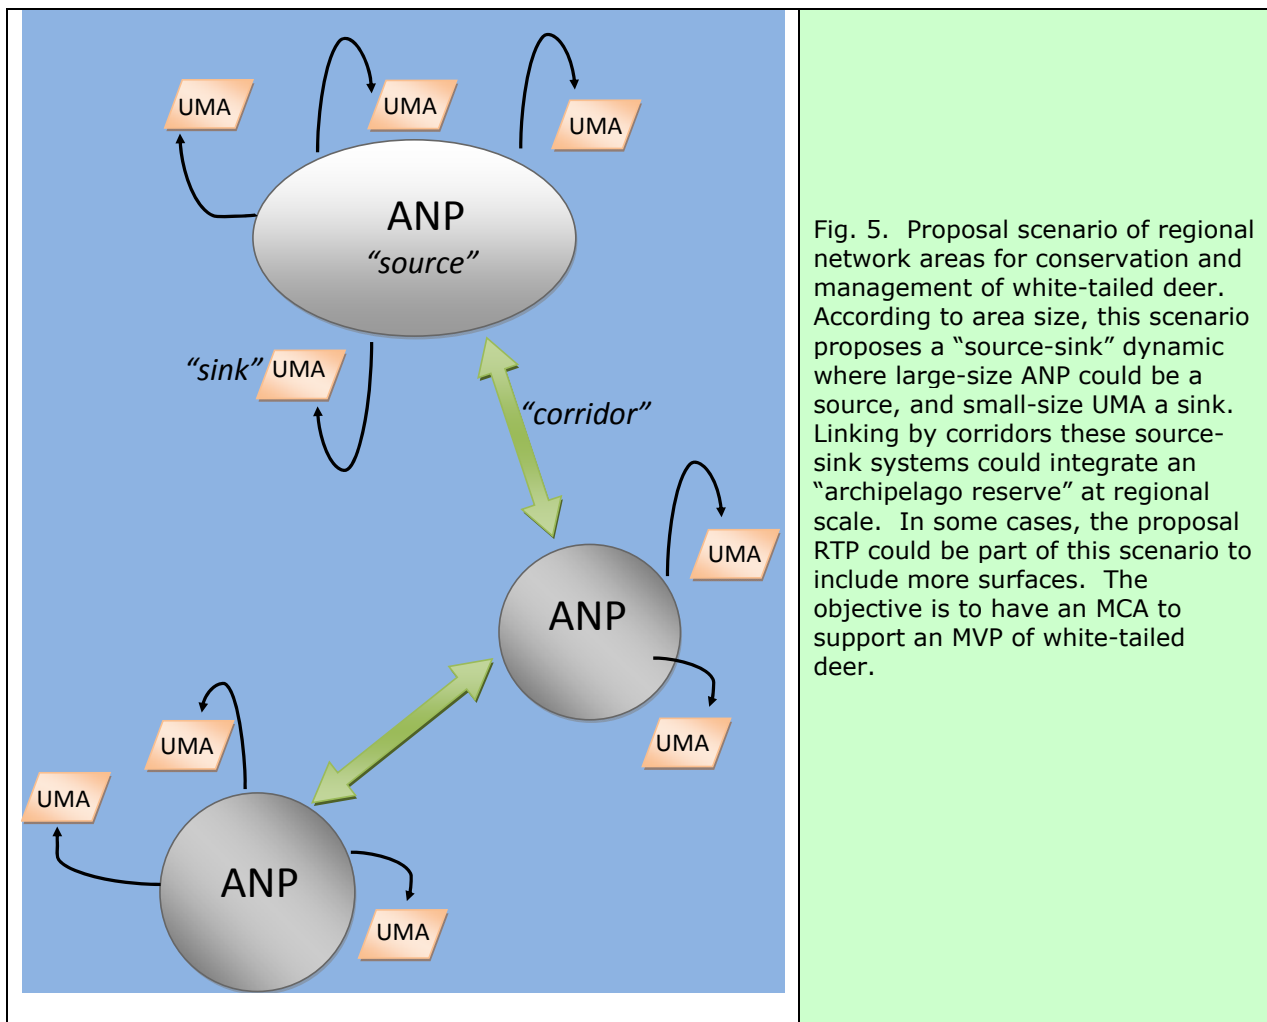 UMA
UMA
UMA
ANP
“source”
“sink”
UMA
“corridor”
UMA
ANP
UMA
UMA
UMA
ANP
UMA
Fig. 5. Proposal scenario of regional
network areas for conservation and
management of white-tailed deer.
According to area size, this scenario
proposes a “source-sink” dynamic
where large-size ANP could be a
source, and small-size UMA a sink.
Linking by corridors these source-
sink systems could integrate an
“archipelago reserve” at regional
scale. In some cases, the proposal
RTP could be part of this scenario to
include more surfaces. The
objective is to have an MCA to
support an MVP of white-tailed
deer.